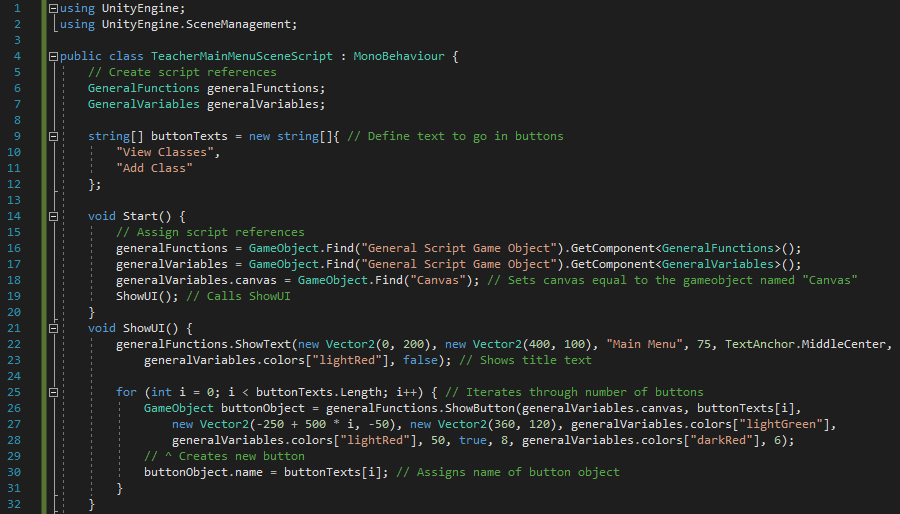 1 using UnityEngine;
2 using UnityEngine.SceneManagement;
3
4 public class TeacherMainMenuSceneScript : MonoBehaviour {
5 // Create script references
6 GeneralFunctions generalFunctions;
7 GeneralVariables generalVariables;
8
9 string[] buttonTexts = new string[]{ // Define text to go in buttons
10 "View Classes",
11 "Add Class"
12 };
13
14 void Start() {
15 // Assign script references
16 generalFunctions = GameObject.Find("General Script Game Object").GetComponent<GeneralFunctions>();
17 generalVariables = GameObject.Find("General Script Game Object").GetComponent<GeneralVariables>();
18 generalVariables.canvas = GameObject.Find("Canvas"); // Sets canvas equal to the gameobject named "Canvas"
19 ShowUI(); // Calls ShowUI
20 }
21 void ShowUI() {
22 generalFunctions.ShowText(new Vector2(0, 200), new Vector2(400, 100), "Main Menu", 75, TextAnchor.MiddleCenter,
23 generalVariables.colors["lightRed"], false); // Shows title text
24
25 for (int i = 0; i < buttonTexts.Length; i++) { // Iterates through number of buttons
26 GameObject buttonObject = generalFunctions.ShowButton(generalVariables.canvas, buttonTexts[i],
27 new Vector2(-250 + 500 * i, -50), new Vector2(360, 120), generalVariables.colors["lightGreen"],
28 generalVariables.colors["lightRed"], 50, true, 8, generalVariables.colors["darkRed"], 6);
29 // ^ Creates new button
30 buttonObject.name = buttonTexts[i]; // Assigns name of button object
31 }
32 }